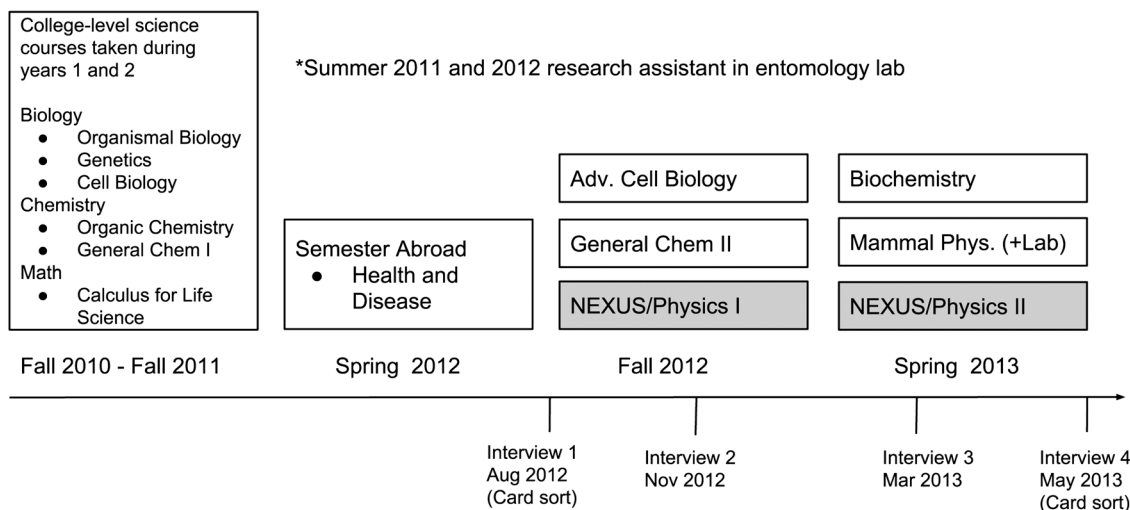 College-level science
courses taken during
years 1 and 2
Biology
● Organismal Biology
● Genetics
● Cell Biology
Chemistry
● Organic Chemistry
● General Chem I
Math
● Calculus for Life
Science
*Summer 2011 and 2012 research assistant in entomology lab
Semester Abroad
● Health and
Disease
Adv. Cell Biology
General Chem II
NEXUS/Physics I
Biochemistry
Mammal Phys. (+Lab)
NEXUS/Physics II
Fall 2010 - Fall 2011
Spring 2012
Fall 2012
Spring 2013
Interview 1
Aug 2012
(Card sort)
Interview 2
Nov 2012
Interview 3
Mar 2013
Interview 4
May 2013
(Card sort)